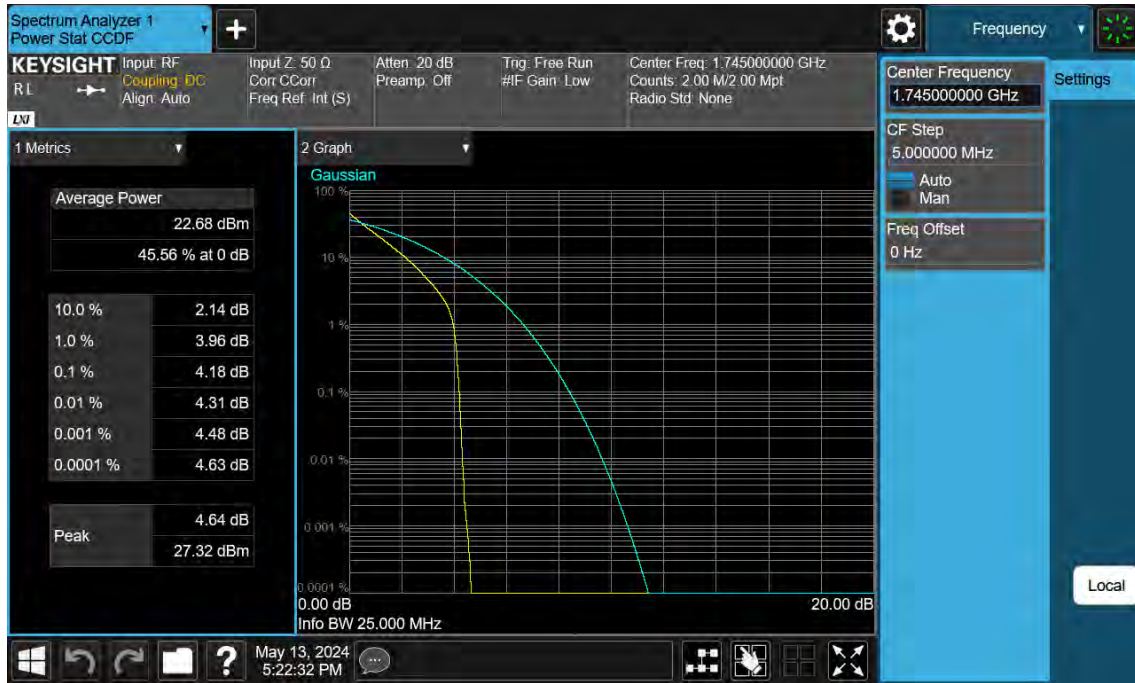 Spectrum Analyzer 1
Power Stat CCDF
+
Frequency
KEYSIGHT
R L
LXI
Input: RF
Coupling: DC
Align: Auto
Input Z: 50 Ω
Corr CCorr
Freq Ref: Int (S)
Atten: 20 dB
Preamp: Off
Trig: Free Run
#IF Gain: Low
Center Freq: 1.745000000 GHz
Counts: 2.00 M/2.00 Mpt
Radio Std: None
Center Frequency
1.745000000 GHz
Settings
CF Step
5.000000 MHz
Auto
Man
Freq Offset
0 Hz
Local
1 Metrics
Average Power
22.68 dBm
45.56 % at 0 dB
10.0 % 2.14 dB
1.0 % 3.96 dB
0.1 % 4.18 dB
0.01 % 4.31 dB
0.001 % 4.48 dB
0.0001 % 4.63 dB
Peak
4.64 dB
27.32 dBm
2 Graph
Gaussian
100 %
10 %
1 %
0.1 %
0.01 %
0.001 %
0.0001 %
0.00 dB 20.00 dB
Info BW 25.000 MHz
?
May 13, 2024
5:22:32 PM